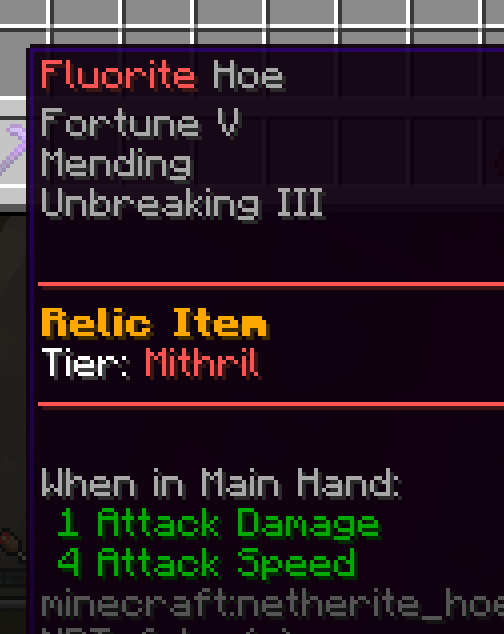 Fluorite Hoe
Fortune V
Mending
Unbreaking III
Relic Item
Tier: Mithril
When in Main Hand:
1 Attack Damage
4 Attack Speed
minecraft:netherite_hoe